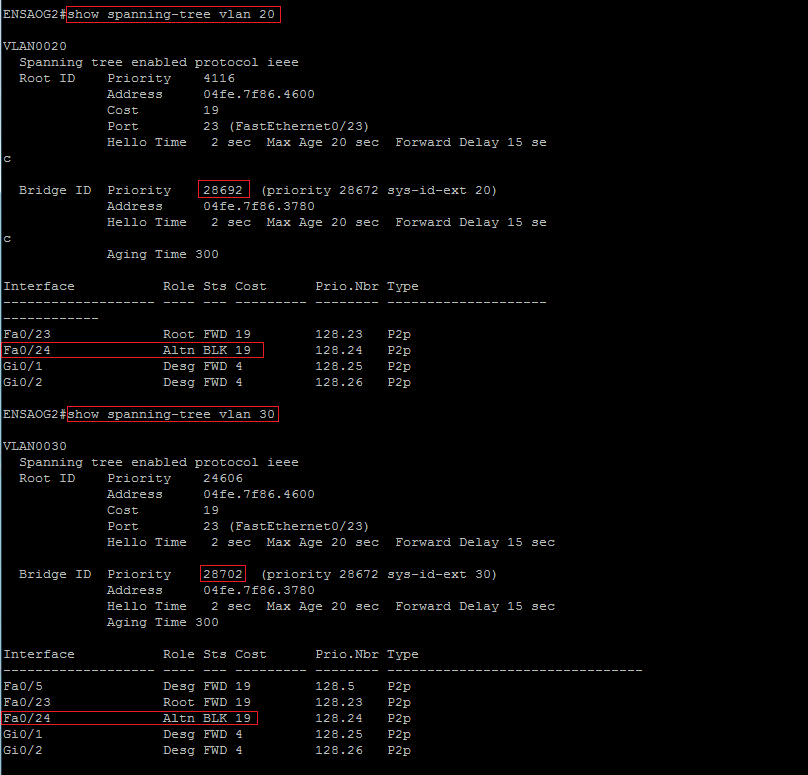 ENSAOG2#show spanning-tree vlan 20
VLAN0020
  Spanning tree enabled protocol ieee
  Root ID    Priority    4116
             Address     04fe.7f86.4600
             Cost        19
             Port        23 (FastEthernet0/23)
             Hello Time   2 sec  Max Age 20 sec  Forward Delay 15 se
c
  Bridge ID  Priority    28692  (priority 28672 sys-id-ext 20)
             Address     04fe.7f86.3780
             Hello Time   2 sec  Max Age 20 sec  Forward Delay 15 se
c
             Aging Time 300
Interface           Role Sts Cost      Prio.Nbr Type
------------------- ---- --- --------- -------- --------------------
------------
Fa0/23              Root FWD 19        128.23   P2p
Fa0/24              Altn BLK 19        128.24   P2p
Gi0/1               Desg FWD 4         128.25   P2p
Gi0/2               Desg FWD 4         128.26   P2p
ENSAOG2#show spanning-tree vlan 30
VLAN0030
  Spanning tree enabled protocol ieee
  Root ID    Priority    24606
             Address     04fe.7f86.4600
             Cost        19
             Port        23 (FastEthernet0/23)
             Hello Time   2 sec  Max Age 20 sec  Forward Delay 15 sec
  Bridge ID  Priority    28702  (priority 28672 sys-id-ext 30)
             Address     04fe.7f86.3780
             Hello Time   2 sec  Max Age 20 sec  Forward Delay 15 sec
             Aging Time 300
Interface           Role Sts Cost      Prio.Nbr Type
------------------- ---- --- --------- -------- --------------------------------
Fa0/5               Desg FWD 19        128.5    P2p
Fa0/23              Root FWD 19        128.23   P2p
Fa0/24              Altn BLK 19        128.24   P2p
Gi0/1               Desg FWD 4         128.25   P2p
Gi0/2               Desg FWD 4         128.26   P2p